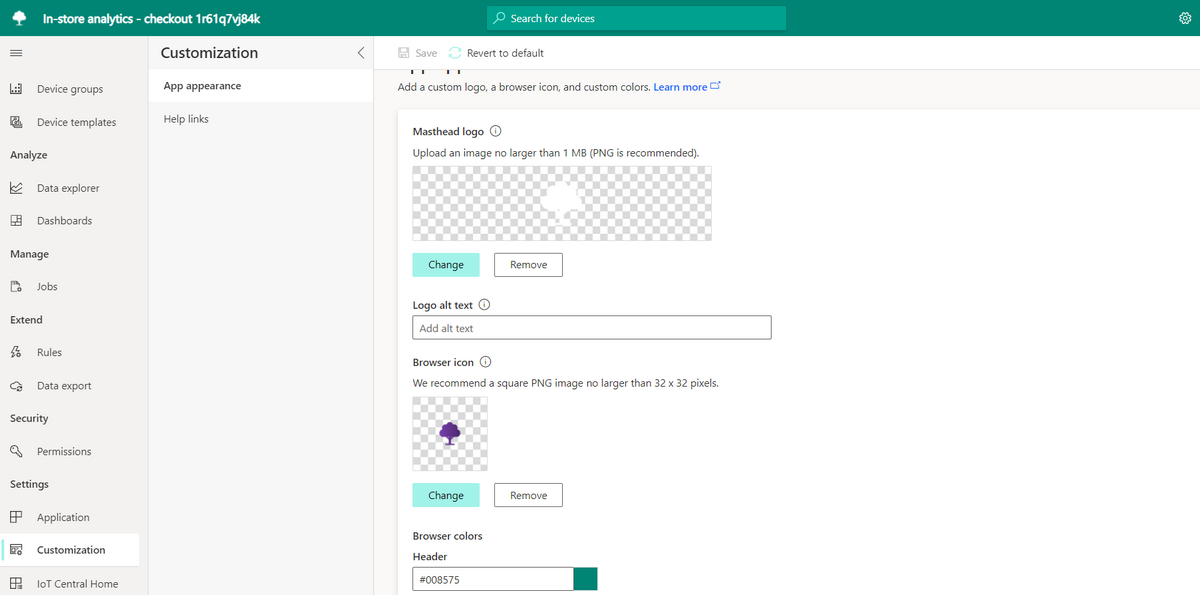 In-store analytics - checkout 1r61q7vj84k
Search for devices
Device groups
Device templates
Analyze
Data explorer
Dashboards
Manage
Jobs
Extend
Rules
Data export
Security
Permissions
Settings
Application
Customization
IoT Central Home
Customization
App appearance
Help links
Save
Revert to default
Add a custom logo, a browser icon, and custom colors. Learn more
Masthead logo
Upload an image no larger than 1 MB (PNG is recommended).
Change
Remove
Logo alt text
Add alt text
Browser icon
We recommend a square PNG image no larger than 32 x 32 pixels.
Change
Remove
Browser colors
Header
#008575